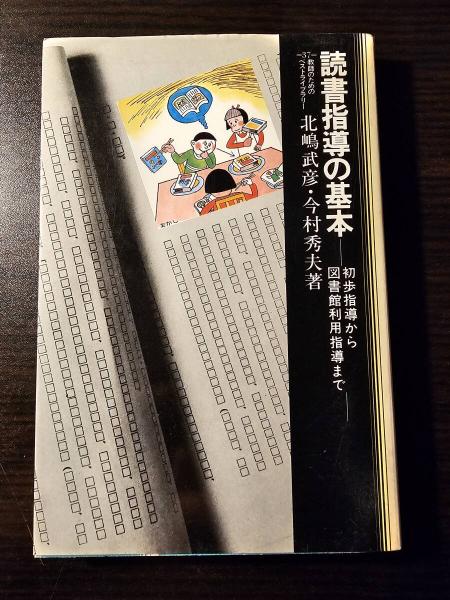 読書指導の基本
初歩指導から
図書館利用指導まで
37
教師のための
ベストライブラリー
北嶋武彦・今村秀夫著